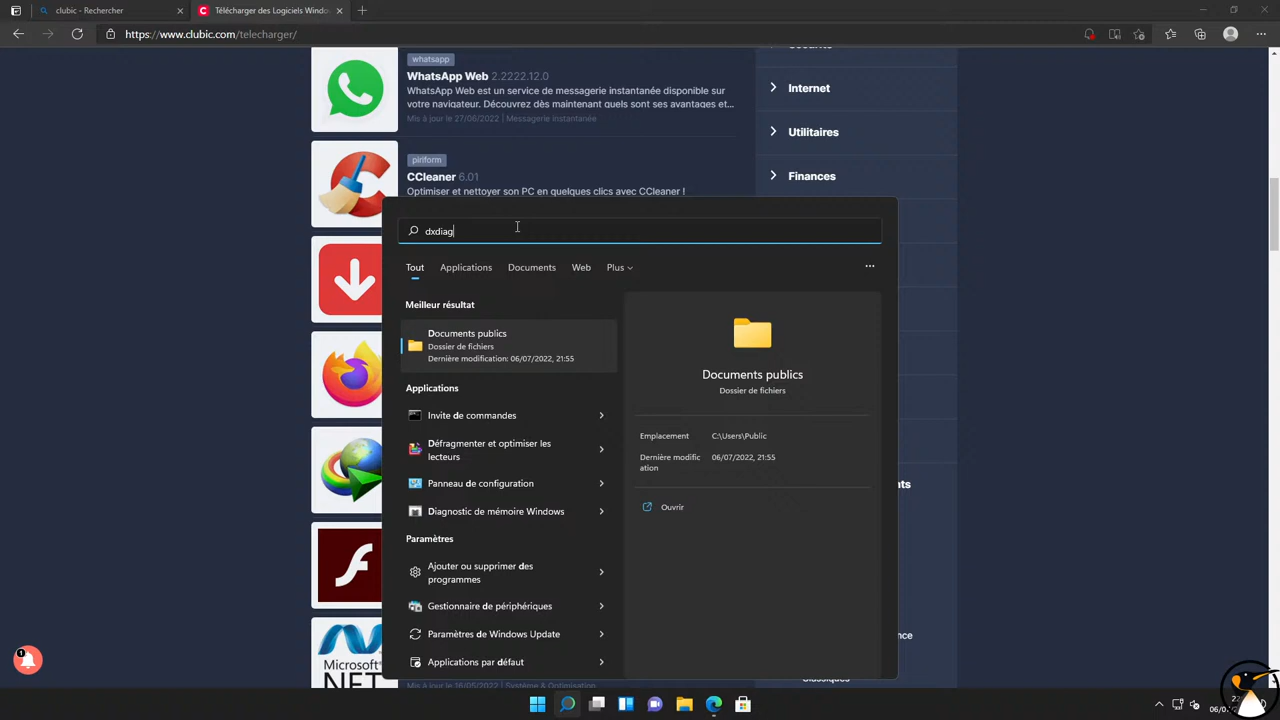 clubic - Rechercher
Télécharger des Logiciels Windo
https://www.clubic.com/telecharger/
whatsapp
WhatsApp Web 2.2222.12.0
WhatsApp Web est un service de messagerie instantanée disponible sur
votre navigateur. Découvrez dès maintenant quels sont ses avantages et...
Mis à jour le 27/06/2022 | Messagerie instantanée
piriform
CCleaner 6.01
Optimiser et nettoyer son PC en quelques clics avec CCleaner !
Internet
Utilitaires
Finances
dxdiag
Tout
Applications
Documents
Web
Plus
Meilleur résultat
Documents publics
Dossier de fichiers
Dernière modification: 06/07/2022, 21:55
Applications
Invite de commandes
Défragmenter et optimiser les
lecteurs
Panneau de configuration
Diagnostic de mémoire Windows
Paramètres
Ajouter ou supprimer des
programmes
Gestionnaire de périphériques
Paramètres de Windows Update
Applications par défaut
Documents publics
Dossier de fichiers
Emplacement
C:\Users\Public
Dernière modific
ation
06/07/2022, 21:55
Ouvrir
Microsoft
.NET
1